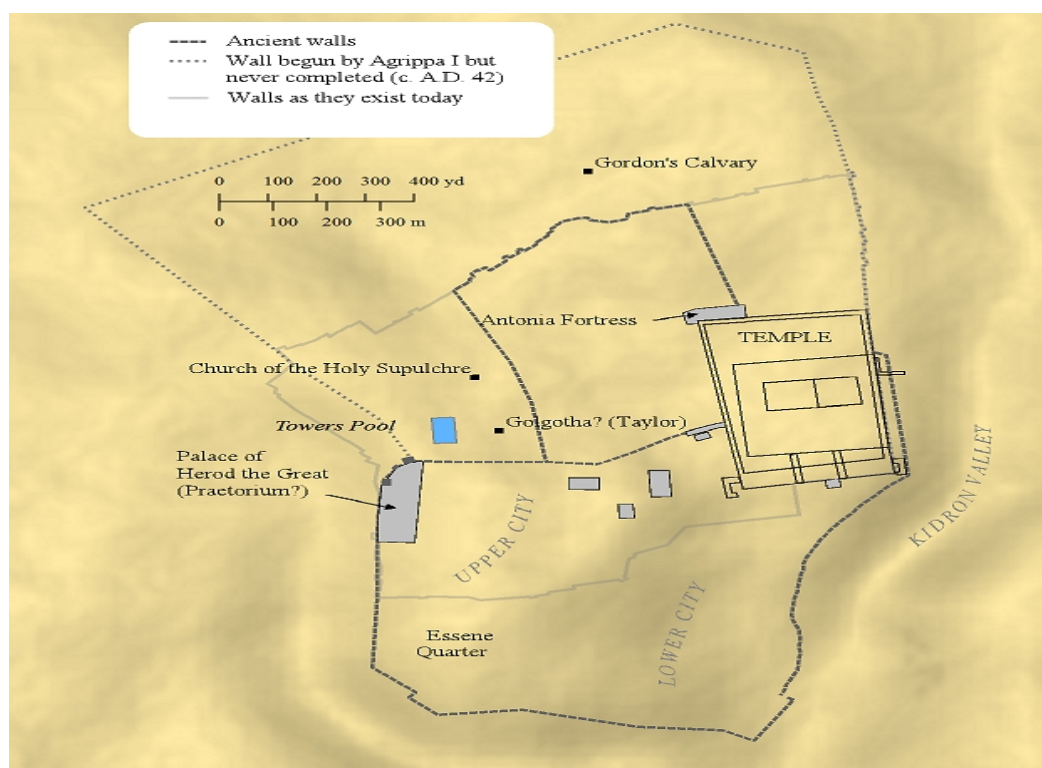 Ancient walls
Wall begun by Agrippa I but
never completed (c. A.D. 42)
Walls as they exist today
Gordon's Calvary
0 100 200 300 400 yd
0 100 200 300 m
Antonia Fortress
TEMPLE
Church of the Holy Supulchre
Golgotha? (Taylor)
Towers Pool
Palace of
Herod the Great
(Praetorium?)
UPPER CITY
KIDRON VALLEY
LOWER CITY
Essene
Quarter